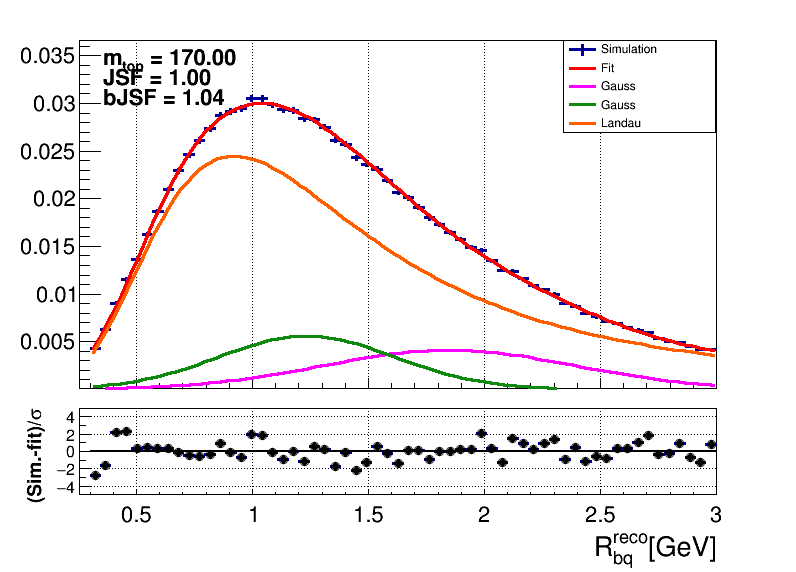 m_top = 170.00
JSF = 1.00
bJSF = 1.04
Simulation
Fit
Gauss
Gauss
Landau
0.035
0.03
0.025
0.02
0.015
0.01
0.005
(Sim.-fit)/σ
4
2
0
−2
−4
0.5 1 1.5 2 2.5 3
R_bq^reco[GeV]